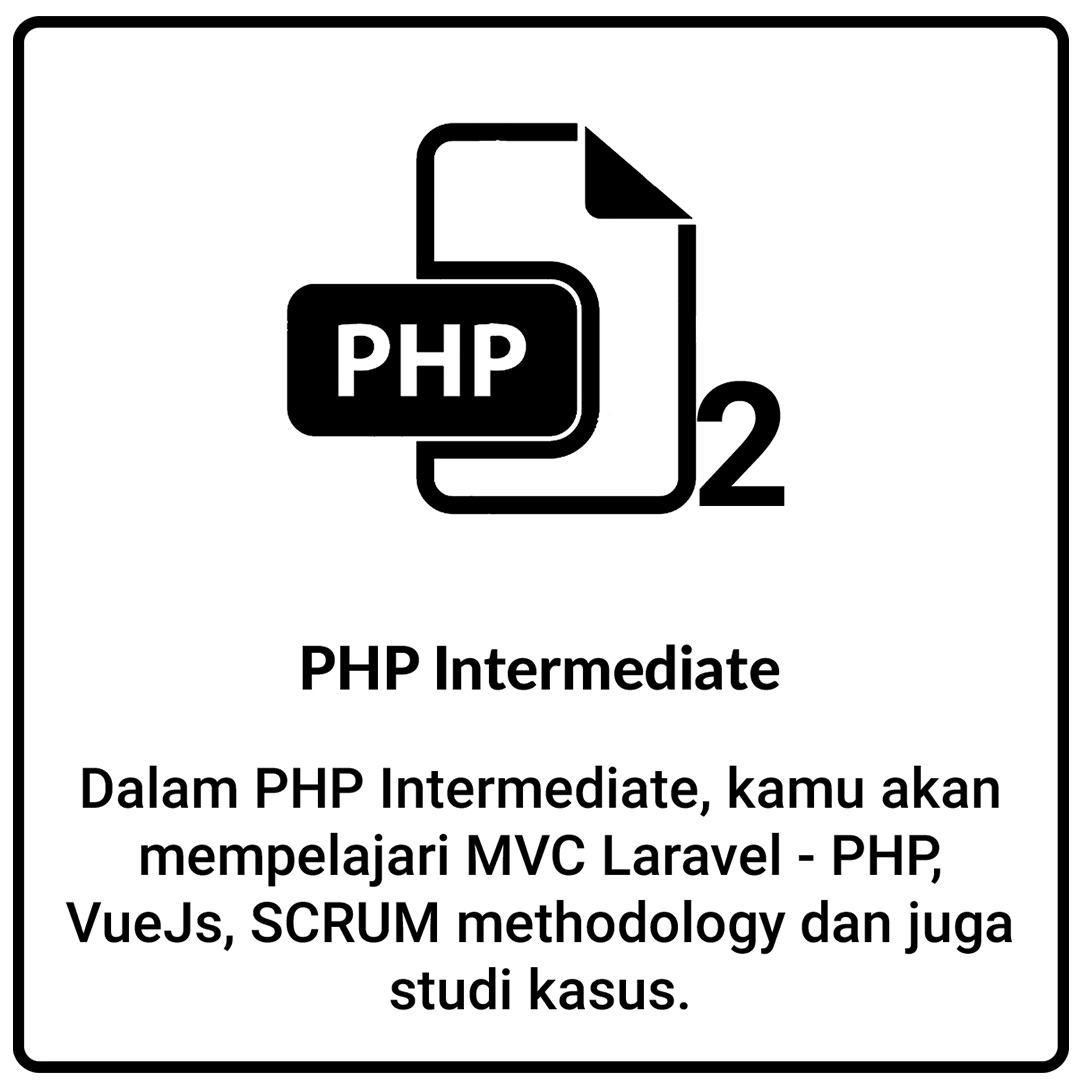 PHP
2
PHP Intermediate
Dalam PHP Intermediate, kamu akan
mempelajari MVC Laravel - PHP,
VueJs, SCRUM methodology dan juga
studi kasus.